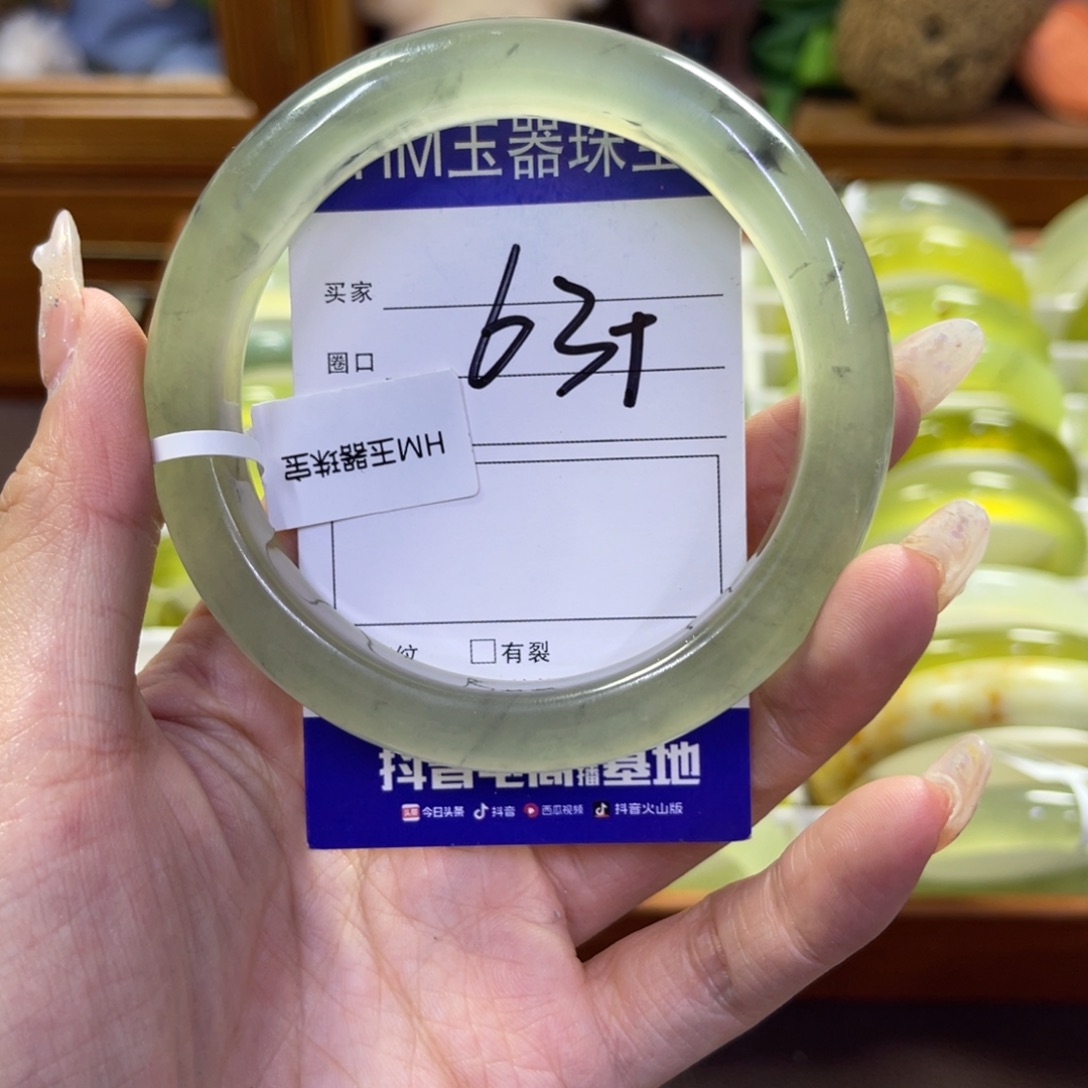 HM玉器珠宝
买家
圈口
63+
HM玉器珠宝
纹 □有裂
抖音电商直播基地
今日头条 抖音 西瓜视频 抖音火山版